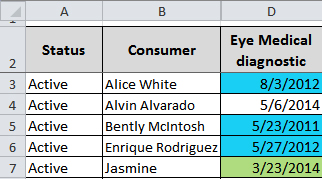 A B D
Status Consumer Eye Medical diagnostic
2
3 Active Alice White 8/3/2012
4 Active Alvin Alvarado 5/6/2014
5 Active Bently McIntosh 5/23/2011
6 Active Enrique Rodriguez 5/27/2012
7 Active Jasmine 3/23/2014